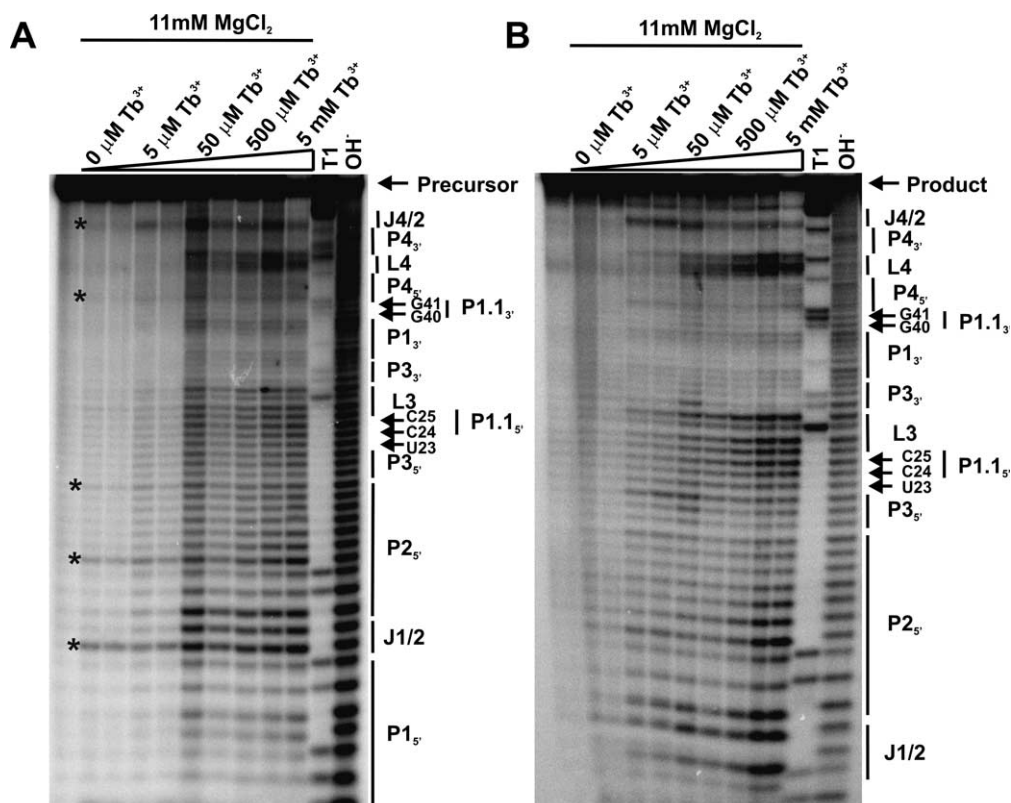 A
11mM MgCl₂
0 µM Tb³⁺
5 µM Tb³⁺
50 µM Tb³⁺
500 µM Tb³⁺
5 mM Tb³⁺
T1
OH⁻
Precursor
* J4/2
P4₃'
L4
* P4₅'
G41
G40
P1.1₃'
P1₃'
P3₃'
L3
C25
C24
P1.1₅'
U23
P3₅'
*
P2₅'
*
J1/2
*
P1₅'
B
11mM MgCl₂
0 µM Tb³⁺
5 µM Tb³⁺
50 µM Tb³⁺
500 µM Tb³⁺
5 mM Tb³⁺
T1
OH⁻
Product
J4/2
P4₃'
L4
P4₅'
G41
G40
P1.1₃'
P1₃'
P3₃'
L3
C25
C24
P1.1₅'
U23
P3₅'
P2₅'
J1/2